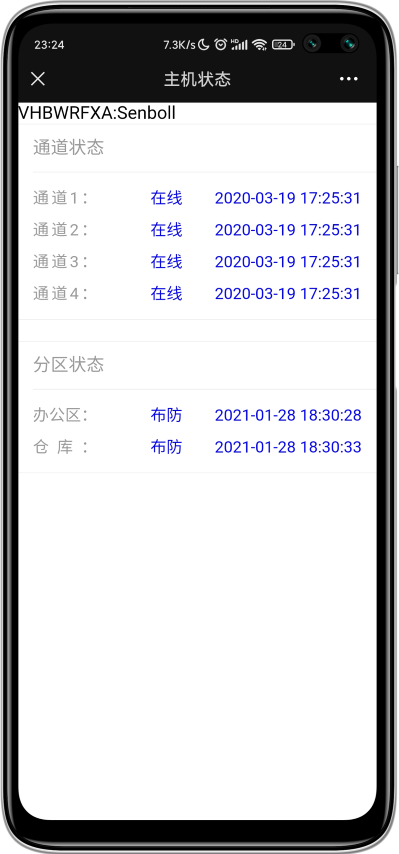 23:24 7.3K/s HD 24
主机状态
VHBWRFXA:Senboll
通道状态
通道1： 在线 2020-03-19 17:25:31
通道2： 在线 2020-03-19 17:25:31
通道3： 在线 2020-03-19 17:25:31
通道4： 在线 2020-03-19 17:25:31
分区状态
办公区： 布防 2021-01-28 18:30:28
仓 库 ： 布防 2021-01-28 18:30:33